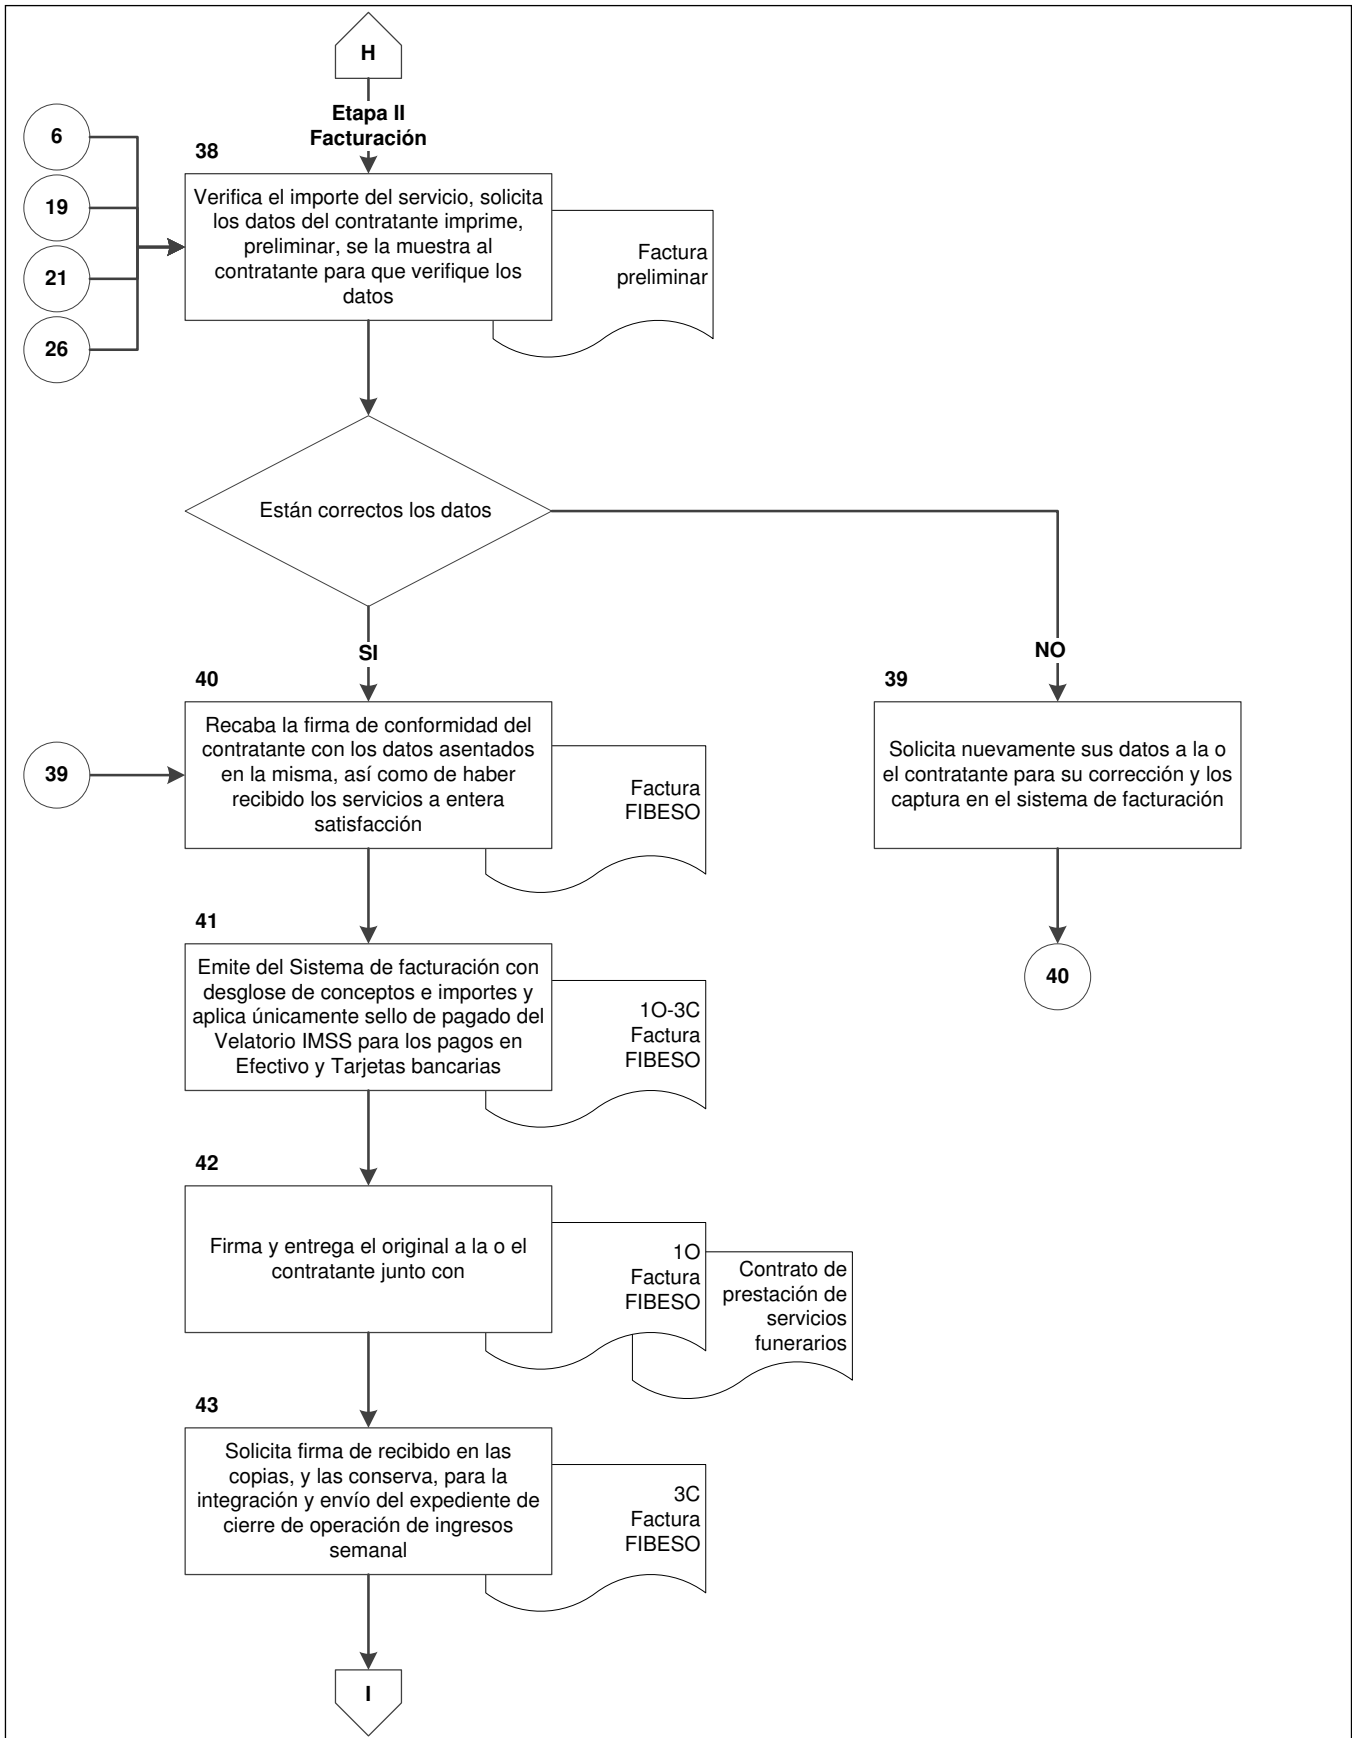 H
Etapa II
Facturación
6
19
21
26
38
Verifica el importe del servicio, solicita
los datos del contratante imprime,
preliminar, se la muestra al
contratante para que verifique los
datos
Factura
preliminar
Están correctos los datos
SI
NO
40
39
Recaba la firma de conformidad del
contratante con los datos asentados
en la misma, así como de haber
recibido los servicios a entera
satisfacción
Factura
FIBESO
39
Solicita nuevamente sus datos a la o
el contratante para su corrección y los
captura en el sistema de facturación
40
41
Emite del Sistema de facturación con
desglose de conceptos e importes y
aplica únicamente sello de pagado del
Velatorio IMSS para los pagos en
Efectivo y Tarjetas bancarias
1O-3C
Factura
FIBESO
42
Firma y entrega el original a la o el
contratante junto con
1O
Factura
FIBESO
Contrato de
prestación de
servicios
funerarios
43
Solicita firma de recibido en las
copias, y las conserva, para la
integración y envío del expediente de
cierre de operación de ingresos
semanal
3C
Factura
FIBESO
I